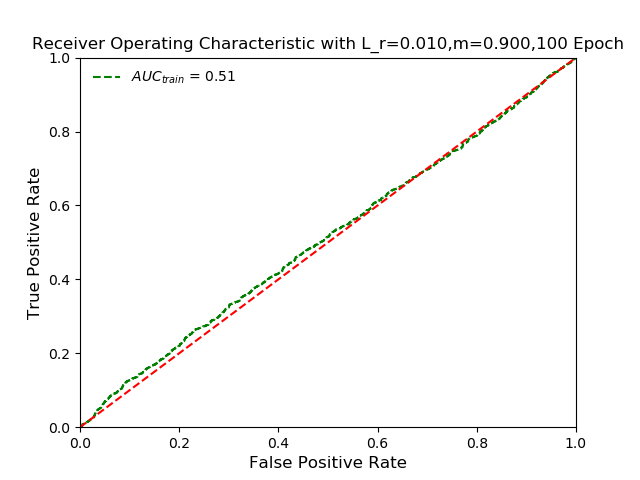 Receiver Operating Characteristic with L_r=0.010,m=0.900,100 Epoch
AUCtrain = 0.51
True Positive Rate
1.0
0.8
0.6
0.4
0.2
0.0
0.0 0.2 0.4 0.6 0.8 1.0
False Positive Rate